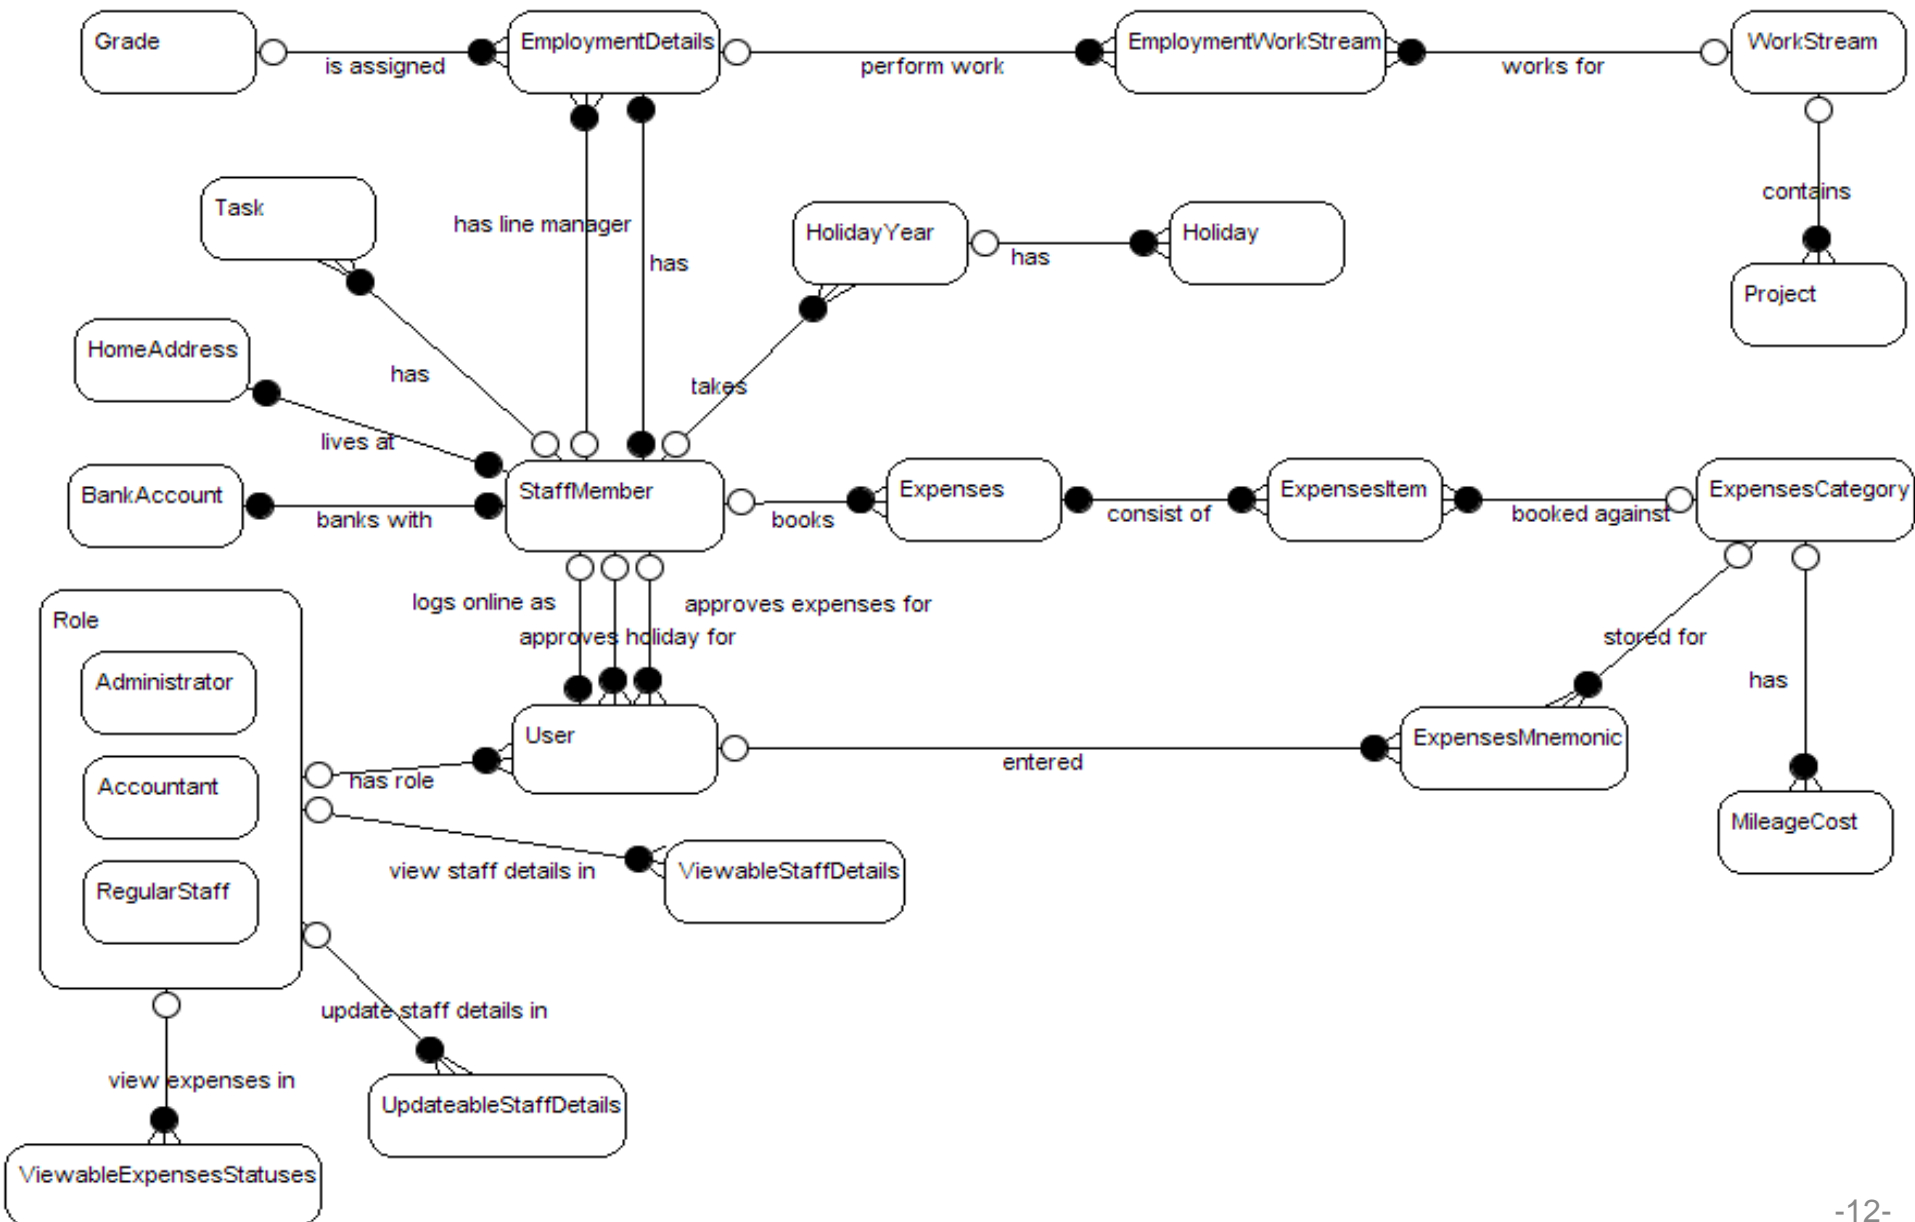 Grade
EmploymentDetails
EmploymentWorkStream
WorkStream
is assigned
perform work
works for
contains
Task
has line manager
HolidayYear
Holiday
has
has
Project
HomeAddress
has
takes
lives at
BankAccount
StaffMember
Expenses
ExpensesItem
ExpensesCategory
banks with
books
consist of
booked against
logs online as
approves expenses for
approves holiday for
Role
stored for
Administrator
has
User
ExpensesMnemonic
entered
has role
Accountant
MileageCost
view staff details in
ViewableStaffDetails
RegularStaff
update staff details in
view expenses in
UpdateableStaffDetails
ViewableExpensesStatuses
-12-